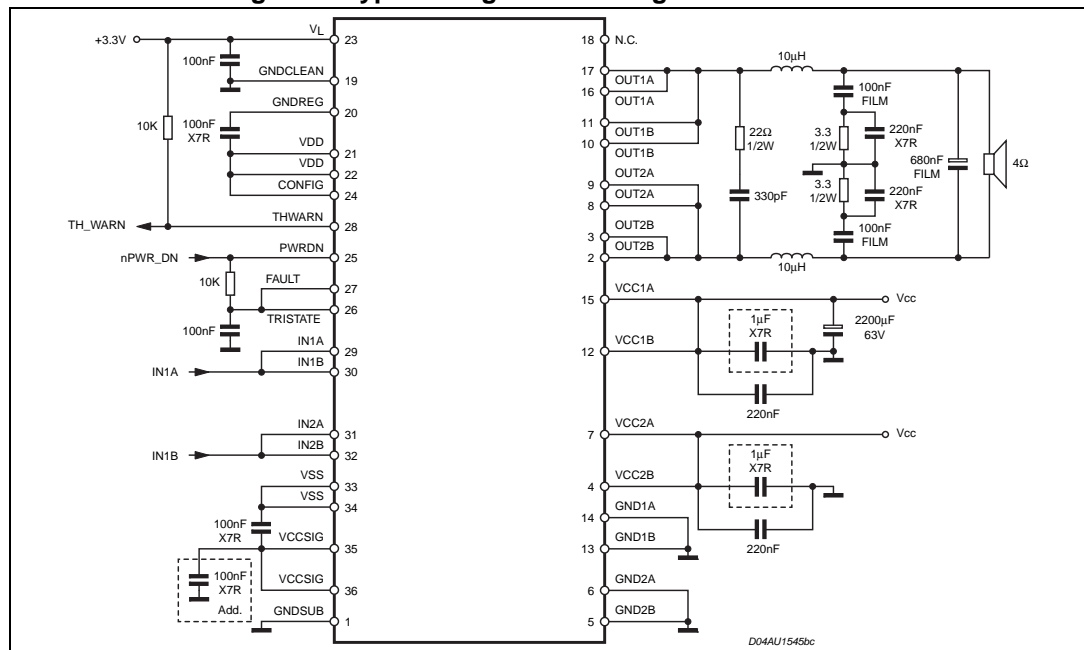 +3.3V
VL
23
100nF
GNDCLEAN
19
GNDREG
20
10K
100nF
X7R
VDD
21
VDD
22
CONFIG
24
THWARN
TH_WARN
28
PWRDN
nPWR_DN
25
10K
FAULT
27
26
TRISTATE
100nF
IN1A
29
IN1B
IN1A
30
IN2A
31
IN2B
IN1B
32
VSS
33
VSS
34
100nF
X7R
VCCSIG
35
100nF
X7R
Add.
VCCSIG
36
GNDSUB
1
18 N.C.
17
OUT1A
16
OUT1A
11
OUT1B
10
OUT1B
OUT2A
9
OUT2A
8
OUT2B
3
OUT2B
2
10µH
22Ω
1/2W
330pF
100nF
FILM
3.3
1/2W
220nF
X7R
3.3
1/2W
220nF
X7R
100nF
FILM
680nF
FILM
4Ω
10µH
VCC1A
15
Vcc
1µF
X7R
2200µF
63V
VCC1B
12
220nF
VCC2A
7
Vcc
1µF
X7R
VCC2B
4
GND1A
14
GND1B
13
220nF
GND2A
6
GND2B
5
D04AU1545bc